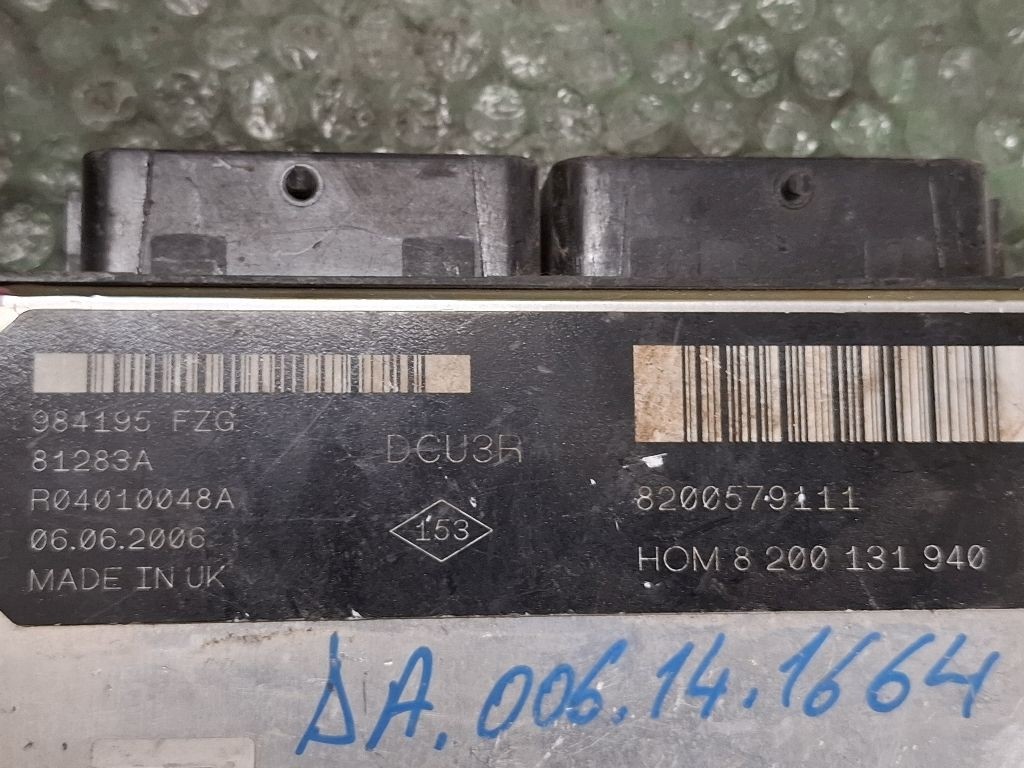 984195 FZG
81283A
R04010048A
06.06.2006
MADE IN UK
DCU3R
153
8200579111
HOM 8 200 131 940
DA.006.14.1664